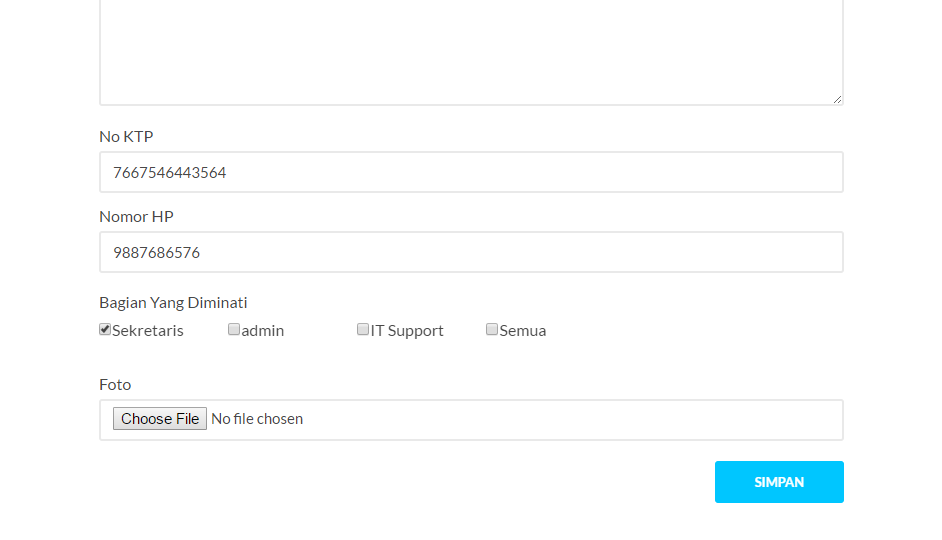 No KTP
7667546443564
Nomor HP
9887686576
Bagian Yang Diminati
Sekretaris admin IT Support Semua
Foto
Choose File No file chosen
SIMPAN